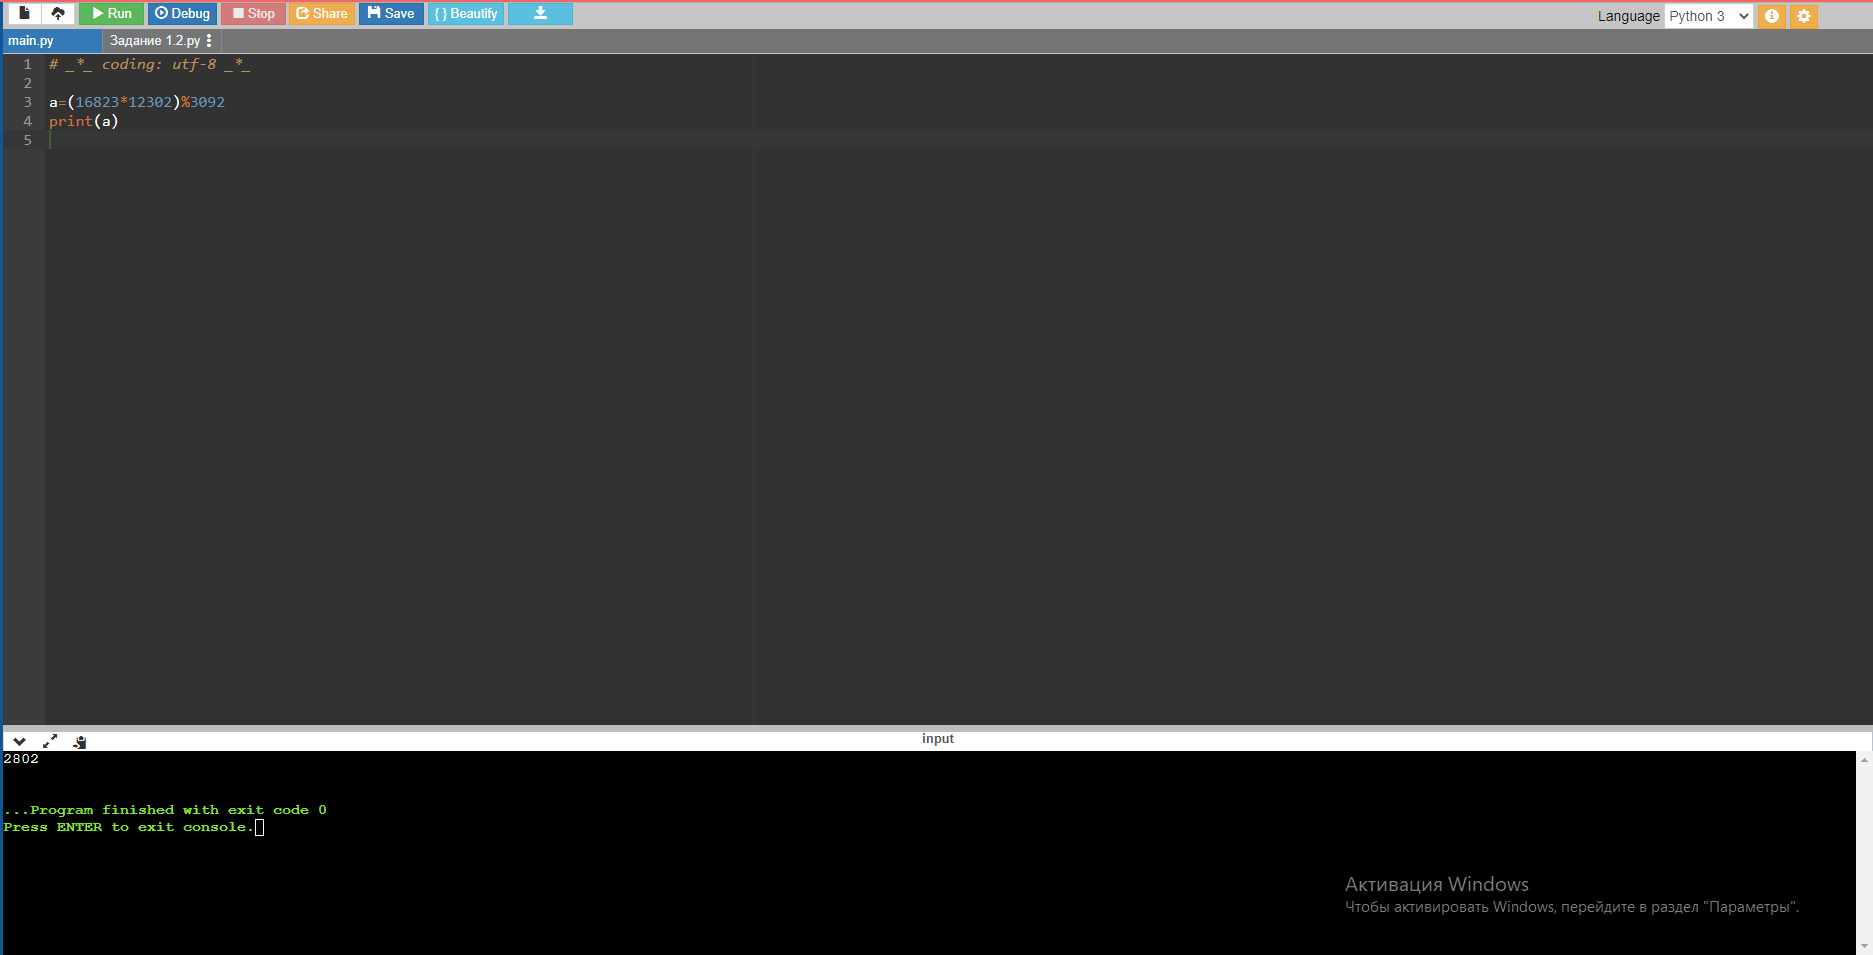 Run Debug Stop Share Save { } Beautify Language Python 3
main.py Задание 1.2.py
1 # _*_ coding: utf-8 _*_
2
3 a=(16823*12302)%3092
4 print(a)
5
input
2802
...Program finished with exit code 0
Press ENTER to exit console.
Активация Windows
Чтобы активировать Windows, перейдите в раздел "Параметры".